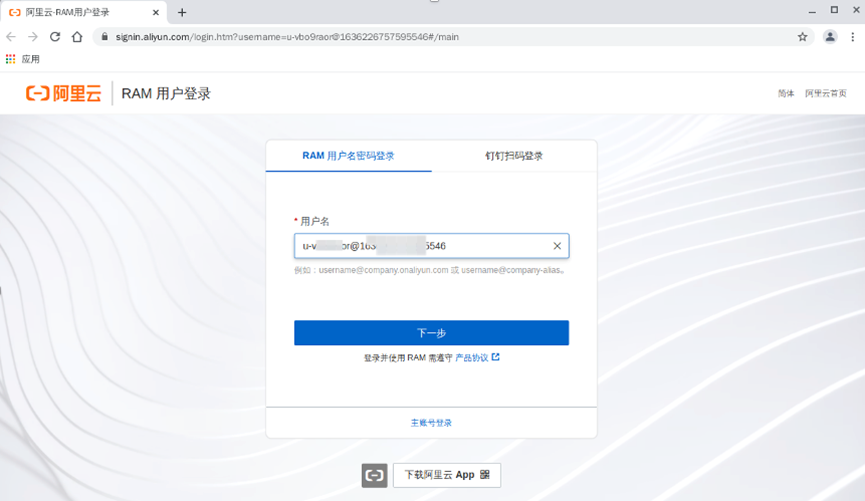 阿里云-RAM用户登录
signin.aliyun.com/login.htm?username=u-vbo9raor@1636226757595546#/main
应用
阿里云 RAM 用户登录 简体 阿里云首页
RAM 用户名密码登录 钉钉扫码登录
* 用户名
u-v or@163 5546
例如：username@company.onaliyun.com 或 username@company-alias。
下一步
登录并使用 RAM 需遵守 产品协议
主账号登录
下载阿里云 App